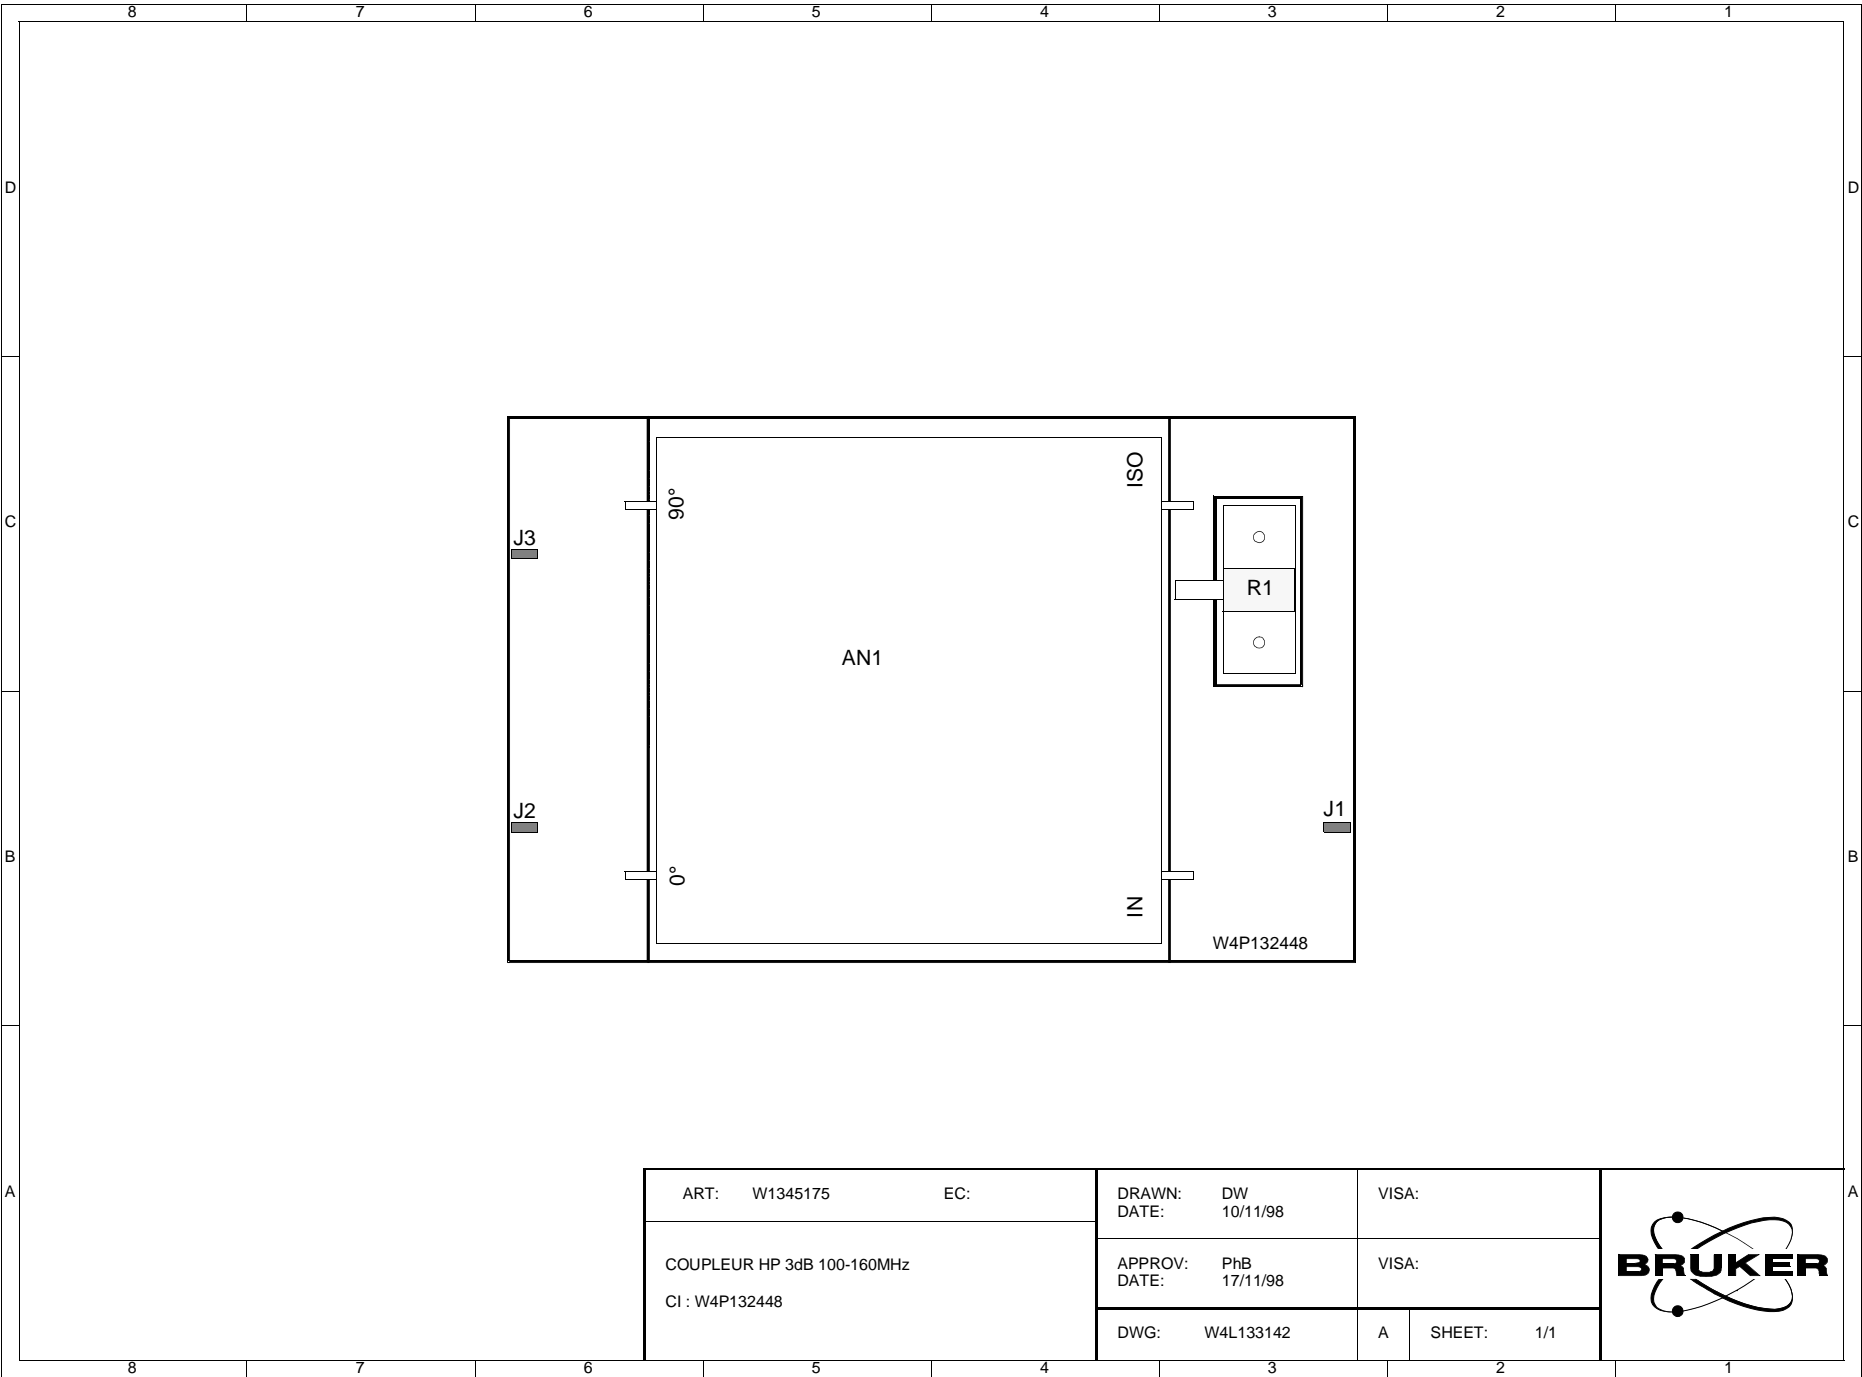 8 7 6 5 4 3 2 1
D D
C C
B B
A A
ISO
90°
J3
R1
AN1
J2
J1
0°
IN
W4P132448
ART: W1345175 EC:
COUPLEUR HP 3dB 100-160MHz
CI : W4P132448
DRAWN: DW
DATE: 10/11/98
VISA:
APPROV: PhB
DATE: 17/11/98
VISA:
DWG: W4L133142 A SHEET: 1/1
BRUKER
8 7 6 5 4 3 2 1